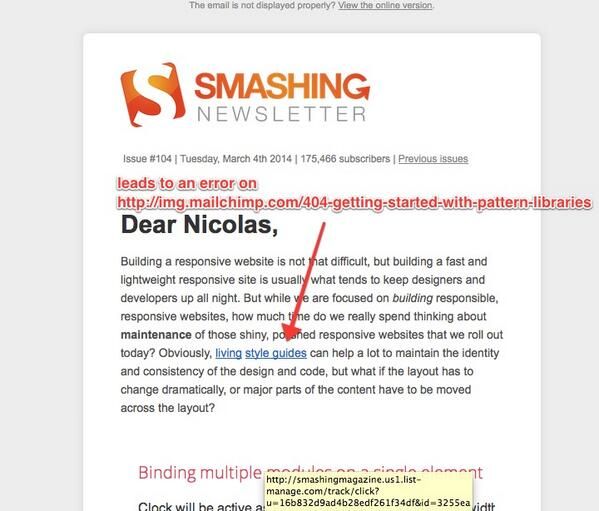 The email is not displayed properly? View the online version.
SMASHING
NEWSLETTER
Issue #104 | Tuesday, March 4th 2014 | 175,466 subscribers | Previous issues
leads to an error on
http://img.mailchimp.com/404-getting-started-with-pattern-libraries
Dear Nicolas,
Building a responsive website is not that difficult, but building a fast and
lightweight responsive site is usually what tends to keep designers and
developers up all night. But while we are focused on building responsible,
responsive websites, how much time do we really spend thinking about
maintenance of those shiny, polished responsive websites that we roll out
today? Obviously, living style guides can help a lot to maintain the identity
and consistency of the design and code, but what if the layout has to
change dramatically, or major parts of the content have to be moved
across the layout?
Binding multiple modules on a single element
http://smashingmagazine.us1.list-
manage.com/track/click?
u=16b832d9ad4b28edf261f34df&id=3255ea
Clock will be active as width